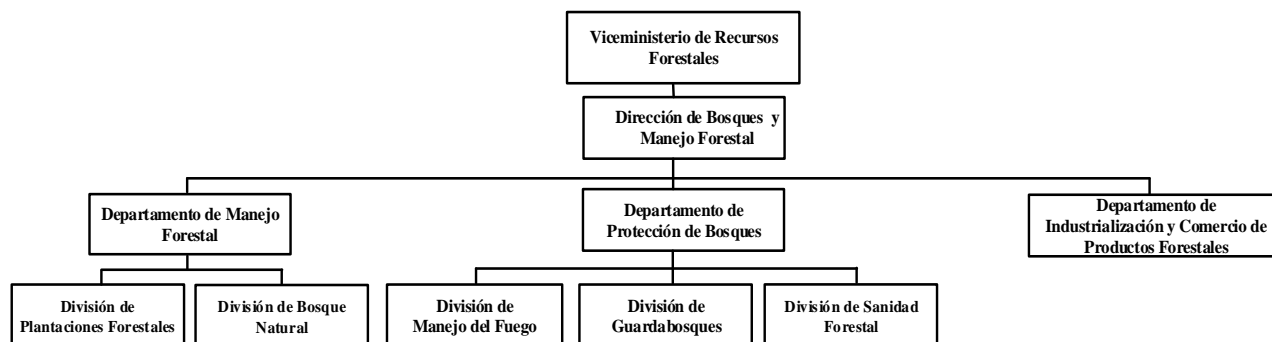 Viceministerio de Recursos
Forestales
Dirección de Bosques y
Manejo Forestal
Departamento de Manejo
Forestal
Departamento de
Protección de Bosques
Departamento de
Industrialización y Comercio de
Productos Forestales
División de
Plantaciones Forestales
División de Bosque
Natural
División de
Manejo del Fuego
División de
Guardabosques
División de Sanidad
Forestal